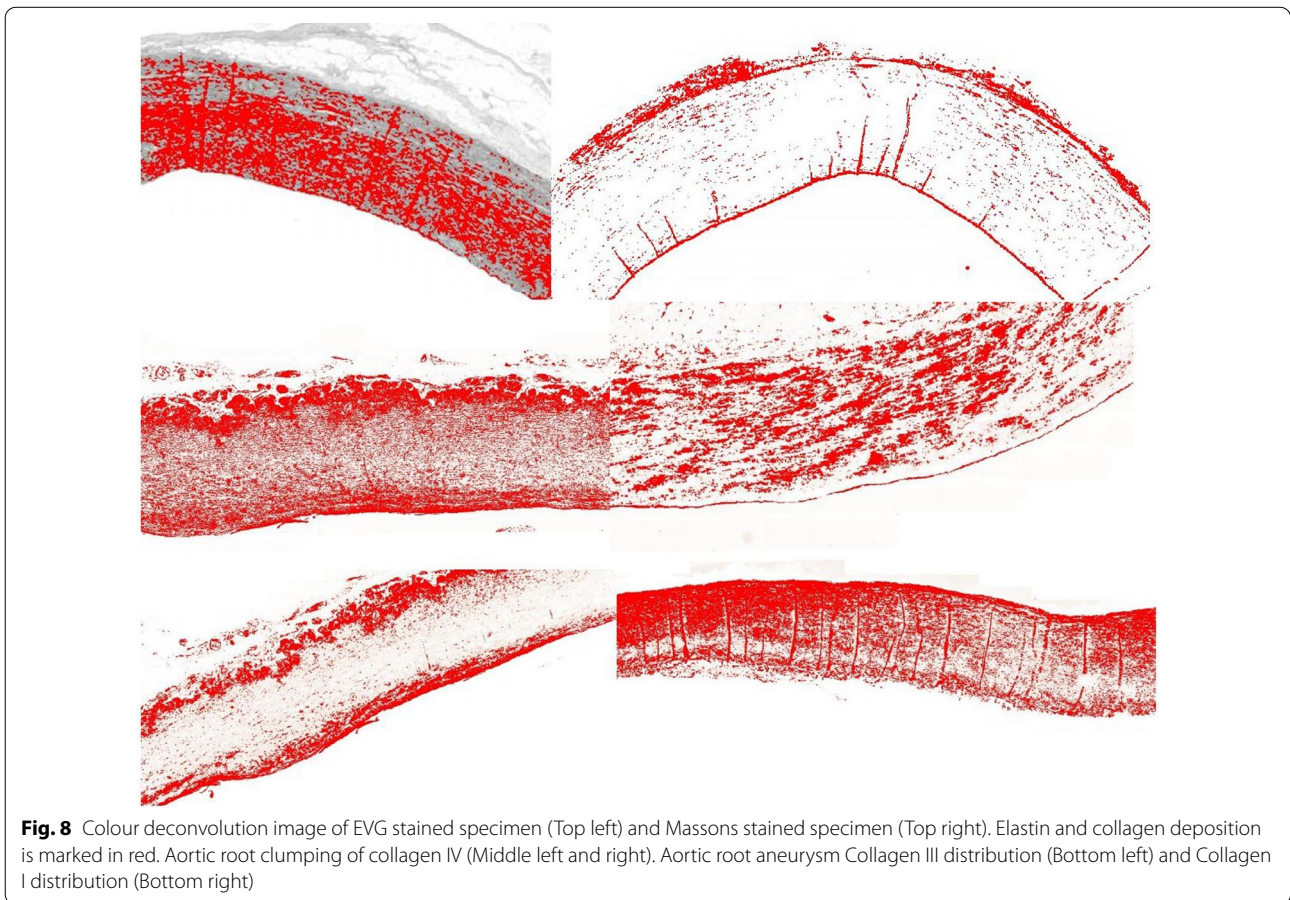 Fig. 8 Colour deconvolution image of EVG stained specimen (Top left) and Massons stained specimen (Top right). Elastin and collagen deposition
is marked in red. Aortic root clumping of collagen IV (Middle left and right). Aortic root aneurysm Collagen III distribution (Bottom left) and Collagen
I distribution (Bottom right)